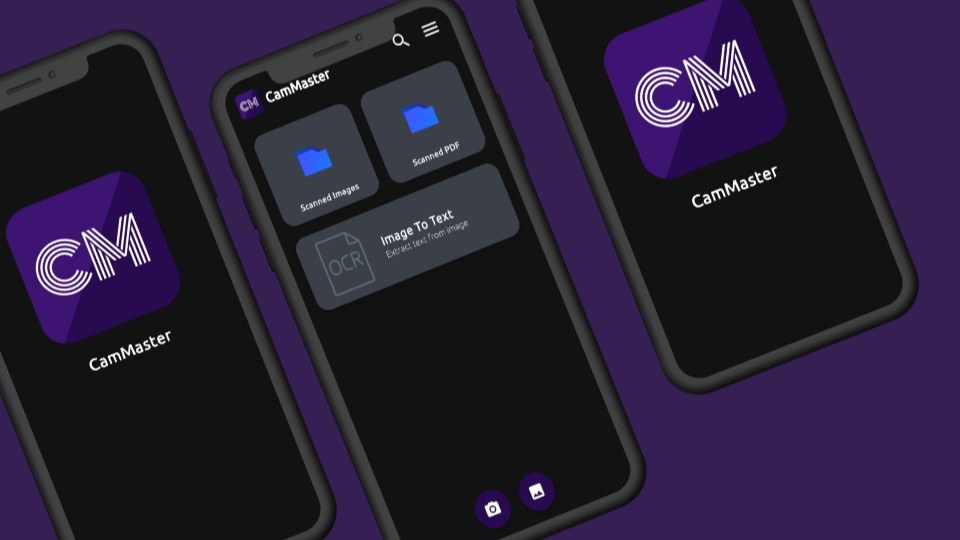 CM
CamMaster
CM
CamMaster
Scanned Images
Scanned PDF
OCR
Image To Text
Extract text from image
CM
CamMaster